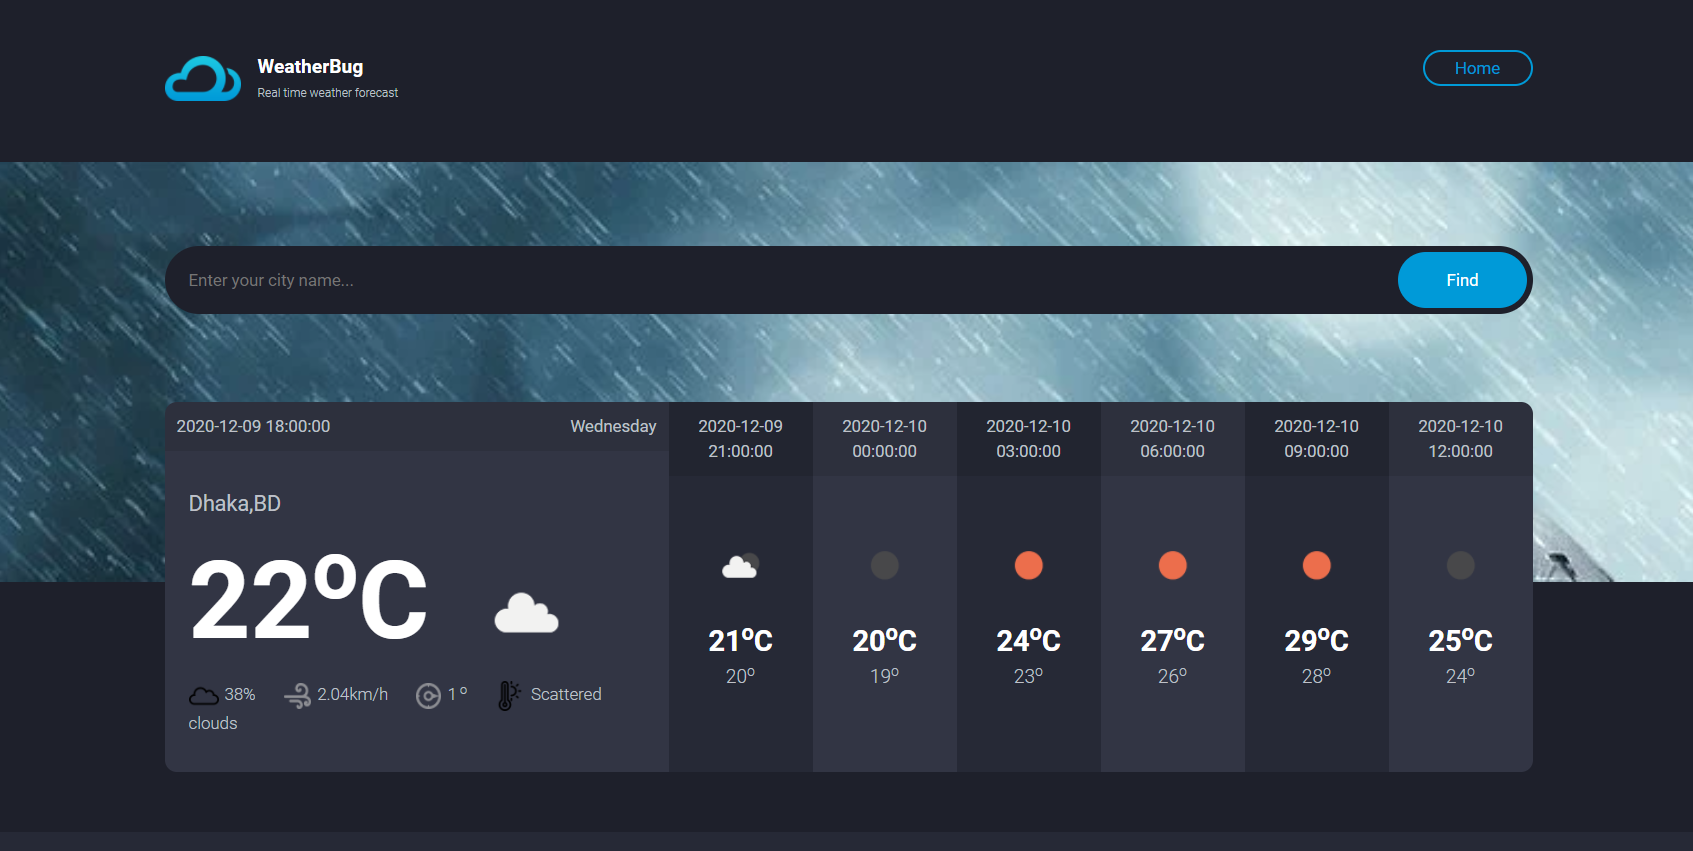 WeatherBug
Real time weather forecast
Home
Enter your city name...
Find
2020-12-09 18:00:00
Wednesday
Dhaka,BD
22ºC
38% 2.04km/h 1 º Scattered
clouds
2020-12-09
21:00:00
21ºC
20º
2020-12-10
00:00:00
20ºC
19º
2020-12-10
03:00:00
24ºC
23º
2020-12-10
06:00:00
27ºC
26º
2020-12-10
09:00:00
29ºC
28º
2020-12-10
12:00:00
25ºC
24º